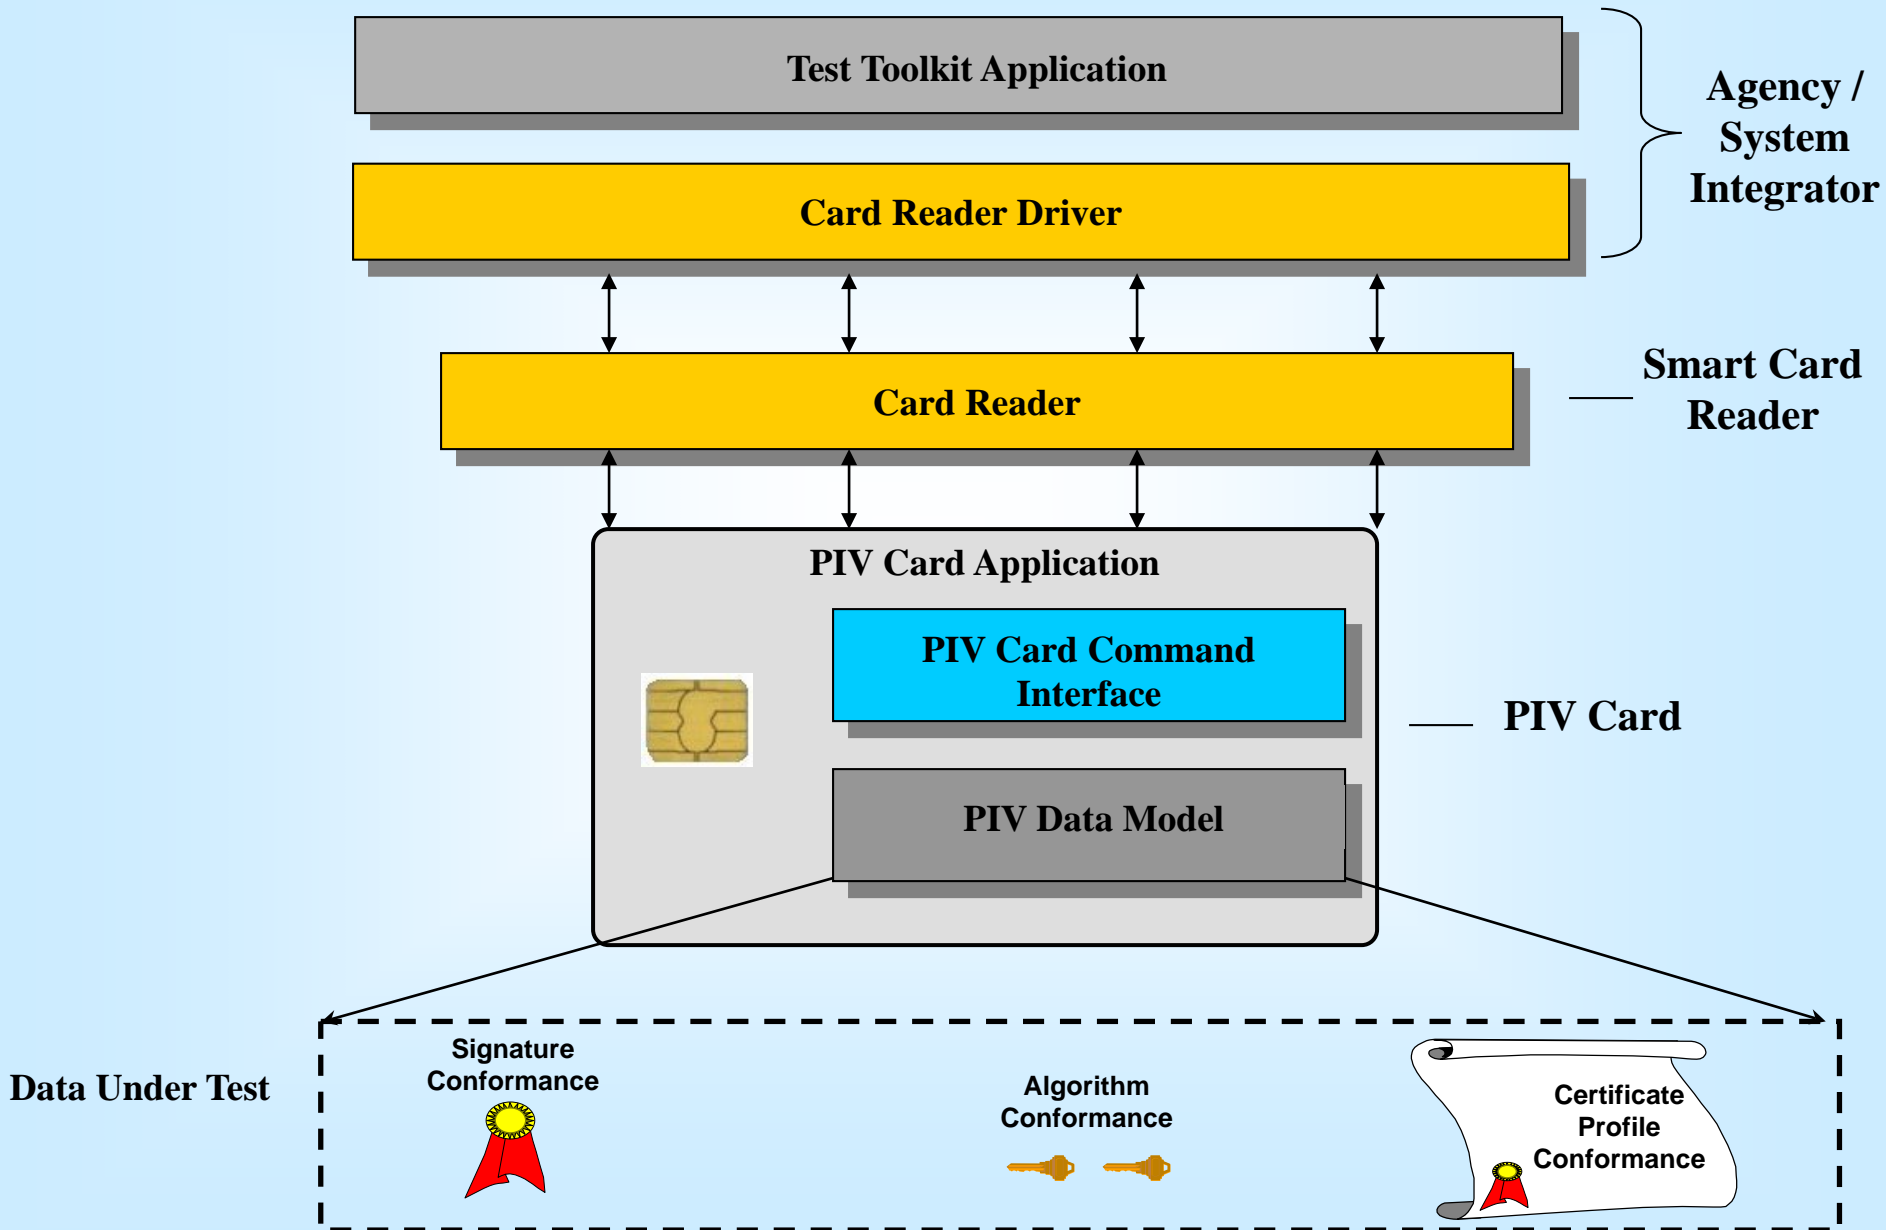 Test Toolkit Application
Agency /
System
Integrator
Card Reader Driver
Card Reader
Smart Card
Reader
PIV Card Application
PIV Card Command
Interface
PIV Card
PIV Data Model
Data Under Test
Signature
Conformance
Algorithm
Conformance
Certificate
Profile
Conformance